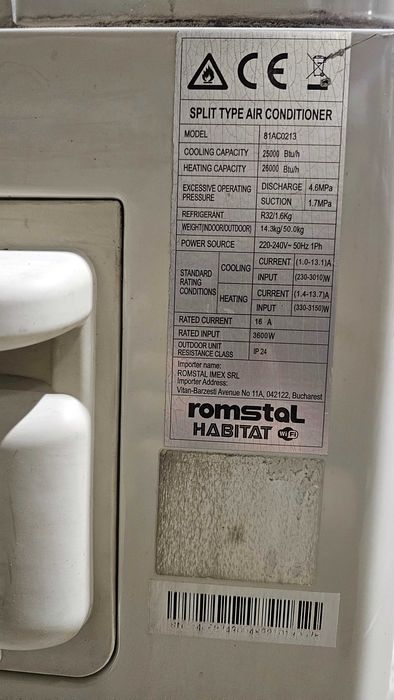 CE
SPLIT TYPE AIR CONDITIONER
MODEL 81AC0213
COOLING CAPACITY 25000 Btu/h
HEATING CAPACITY 26000 Btu/h
EXCESSIVE OPERATING PRESSURE DISCHARGE 4.6MPa
SUCTION 1.7MPa
REFRIGERANT R32/1.6Kg
WEIGHT(INDOOR/OUTDOOR) 14.3kg/50.0kg
POWER SOURCE 220-240V~ 50Hz 1Ph
STANDARD RATING CONDITIONS COOLING CURRENT (1.0-13.1)A
INPUT (230-3010)W
HEATING CURRENT (1.4-13.7)A
INPUT (330-3150)W
RATED CURRENT 16 A
RATED INPUT 3600W
OUTDOOR UNIT RESISTANCE CLASS IP24
Importer name:
ROMSTAL IMEX SRL
Importer Address:
Vitan-Barzesti Avenue No 11A, 042122, Bucharest
romstaL
HABITAT WiFi